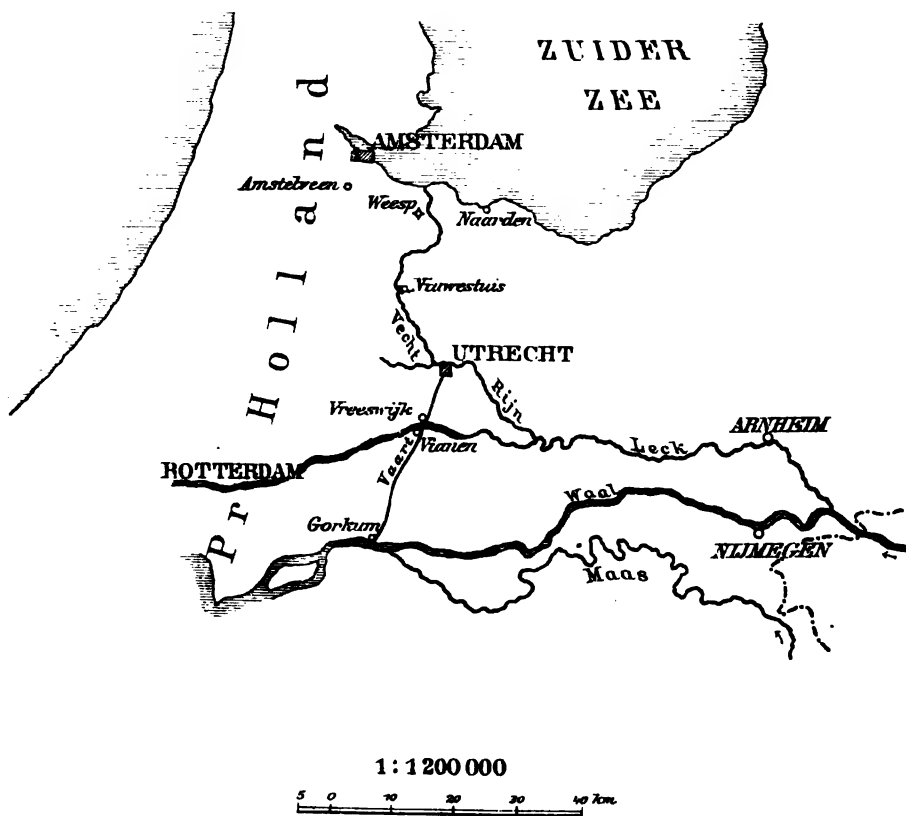 ZUIDER
ZEE
AMSTERDAM
Amstelveen
Weesp
Naarden
Pr Holland
Vruwestuis
Vecht
UTRECHT
Rijn
Vreeswijk
Vianen
Leck
ARNHEIM
ROTTERDAM
Vaart
Waal
Gorkum
NIJMEGEN
Maas
1:1200000
5 0 10 20 30 40 km.